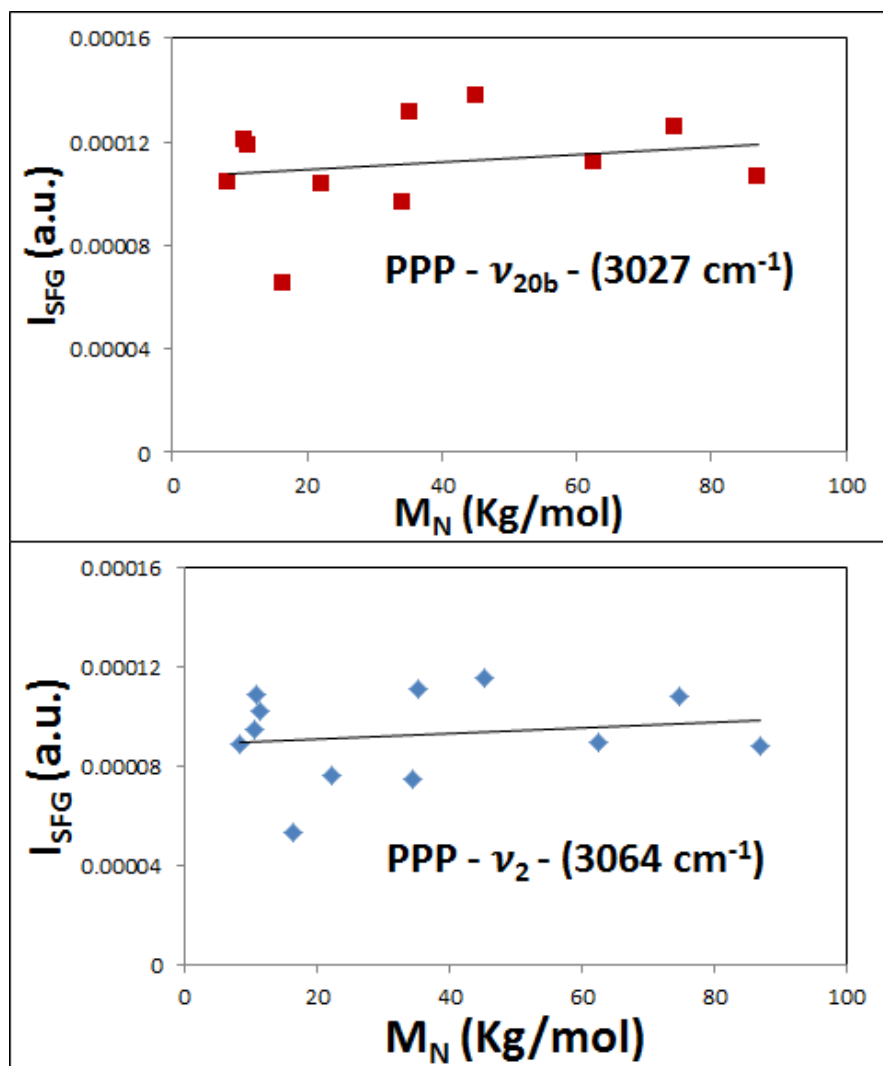 0.00016
0.00012
0.00008
0.00004
0
I_SFG (a.u.)
PPP - ν_20b - (3027 cm⁻¹)
0 20 40 60 80 100
M_N (Kg/mol)
0.00016
0.00012
0.00008
0.00004
0
I_SFG (a.u.)
PPP - ν_2 - (3064 cm⁻¹)
0 20 40 60 80 100
M_N (Kg/mol)